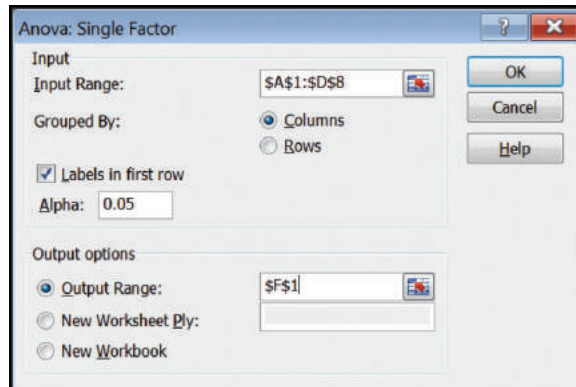 Anova: Single Factor
Input
Input Range: $A$1:$D$8
Grouped By: Columns
Rows
Labels in first row
Alpha: 0.05
OK
Cancel
Help
Output options
Output Range: $F$1
New Worksheet Ply:
New Workbook